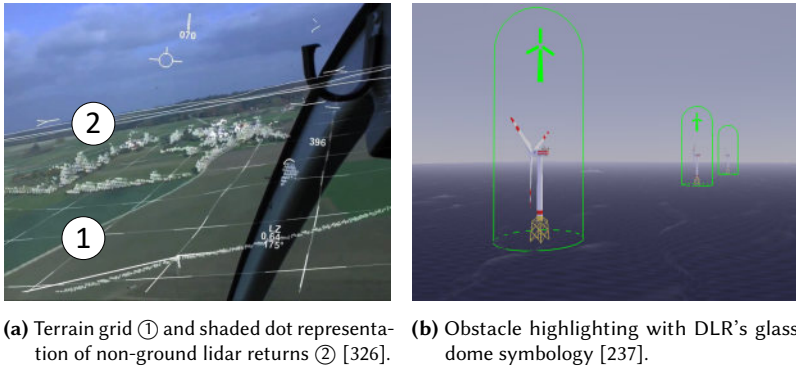 070
2
396
1
LZ
0.64
175°
(a) Terrain grid ① and shaded dot representa-
tion of non-ground lidar returns ② [326].
(b) Obstacle highlighting with DLR's glass
dome symbology [237].